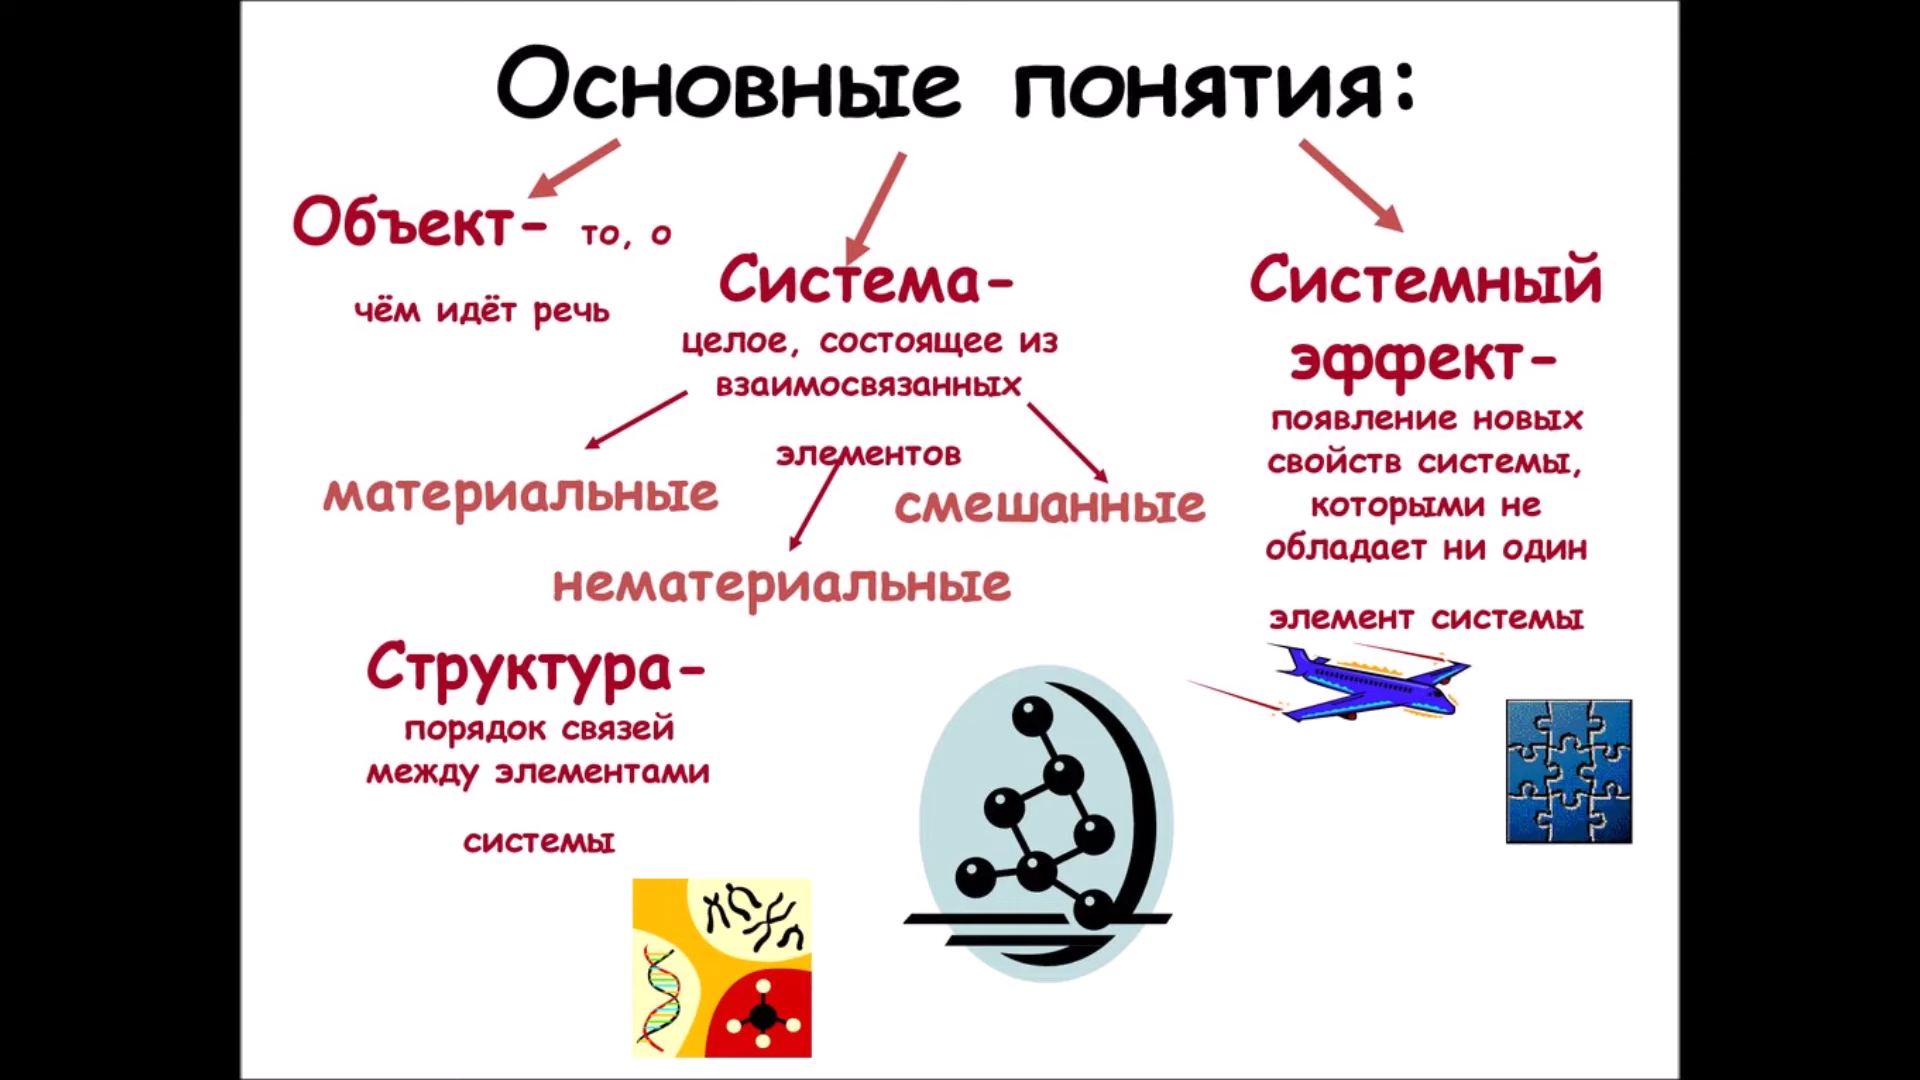 Основные понятия:
Объект- то, о
чём идёт речь
Система-
целое, состоящее из
взаимосвязанных
элементов
материальные
смешанные
нематериальные
Системный
эффект-
появление новых
свойств системы,
которыми не
обладает ни один
элемент системы
Структура-
порядок связей
между элементами
системы